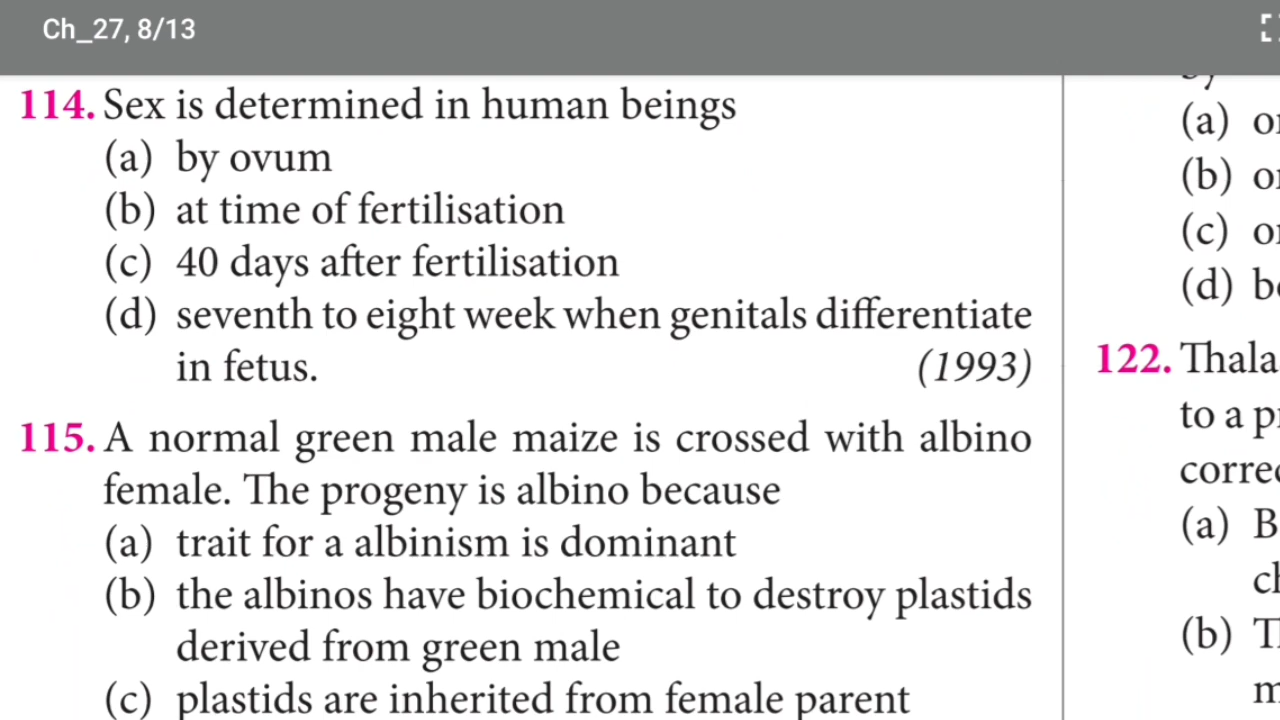 Ch_27, 8/13
114. Sex is determined in human beings
(a) by ovum
(b) at time of fertilisation
(c) 40 days after fertilisation
(d) seventh to eight week when genitals differentiate
in fetus. (1993)
115. A normal green male maize is crossed with albino
female. The progeny is albino because
(a) trait for a albinism is dominant
(b) the albinos have biochemical to destroy plastids
derived from green male
(c) plastids are inherited from female parent
(a)
(b)
(c)
(d)
122.
to a
(a)
(b)